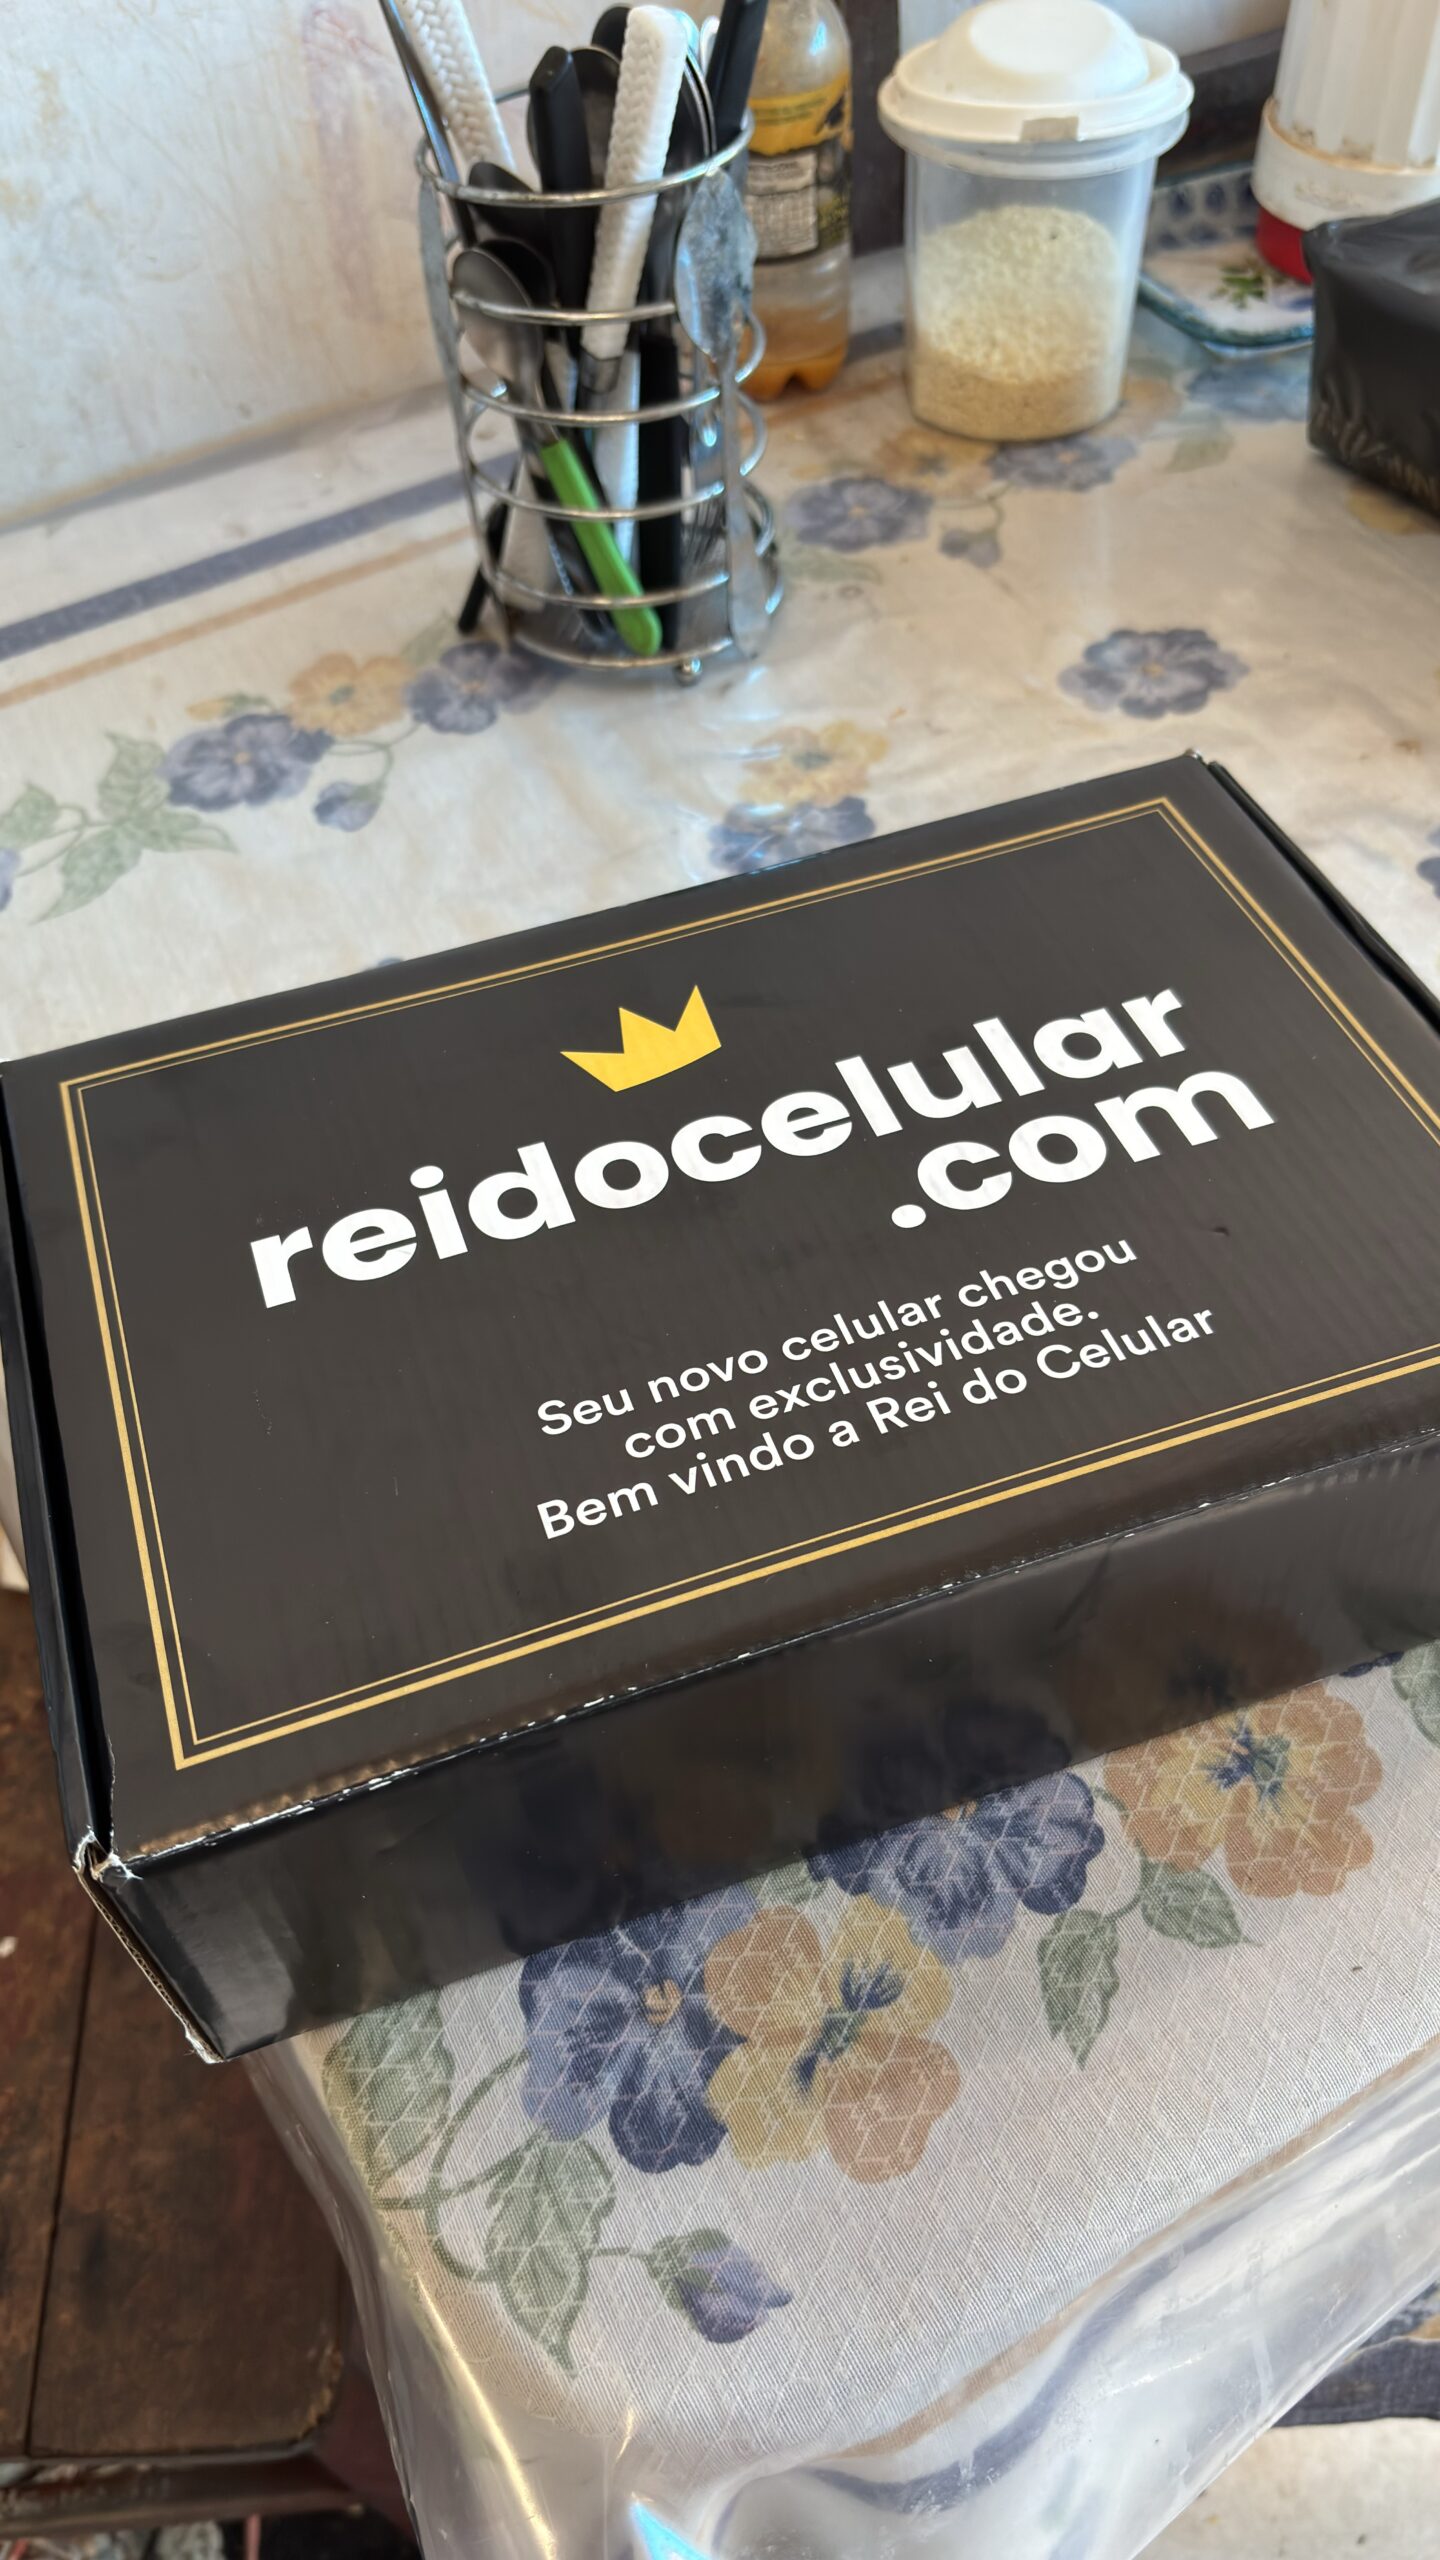 reidocelular
.com
Seu novo celular chegou
com exclusividade.
Bem vindo a Rei do Celular